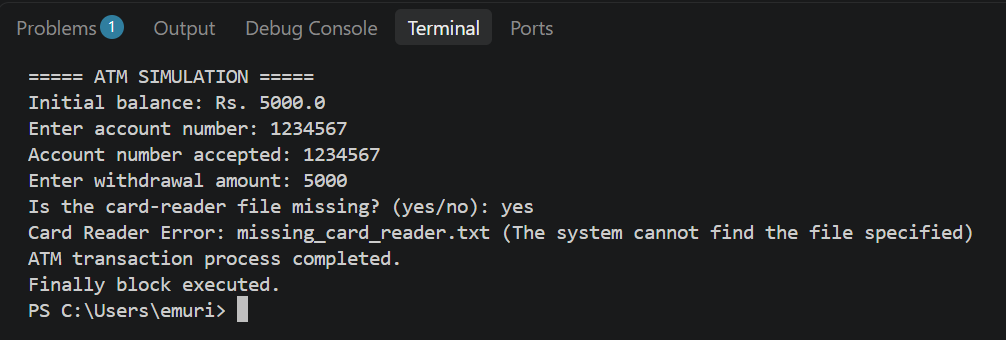 Problems 1 Output Debug Console Terminal Ports
===== ATM SIMULATION =====
Initial balance: Rs. 5000.0
Enter account number: 1234567
Account number accepted: 1234567
Enter withdrawal amount: 5000
Is the card-reader file missing? (yes/no): yes
Card Reader Error: missing_card_reader.txt (The system cannot find the file specified)
ATM transaction process completed.
Finally block executed.
PS C:\Users\emuri>